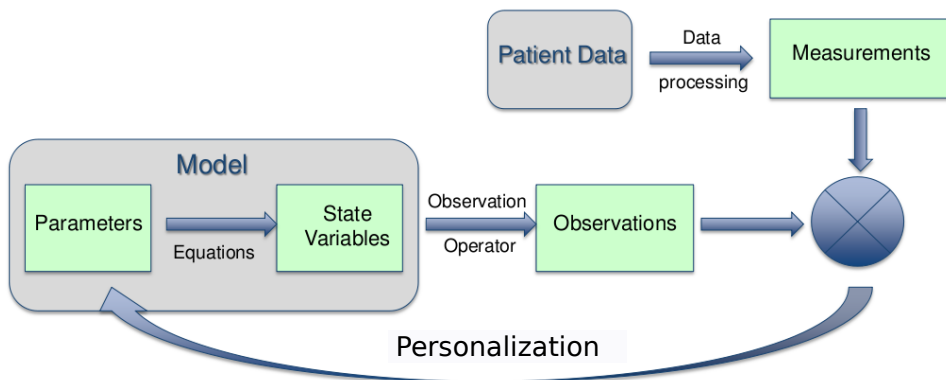 Patient Data
Data
processing
Measurements
Model
Parameters
Equations
State
Variables
Observation
Operator
Observations
Personalization